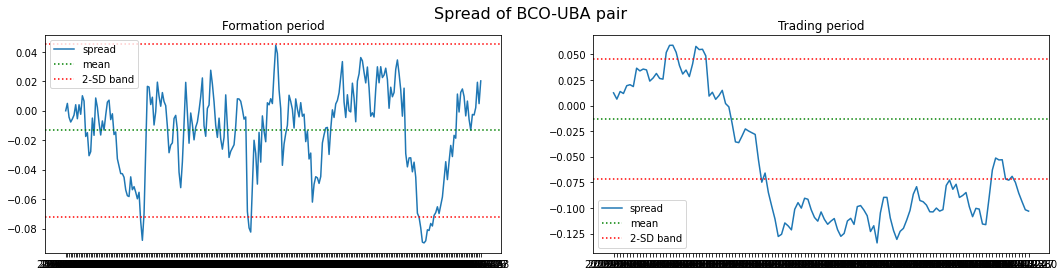 Spread of BCO-UBA pair
Formation period
0.04
0.02
0.00
−0.02
−0.04
−0.06
−0.08
spread
mean
2-SD band
Trading period
0.050
0.025
0.000
−0.025
−0.050
−0.075
−0.100
−0.125
spread
mean
2-SD band